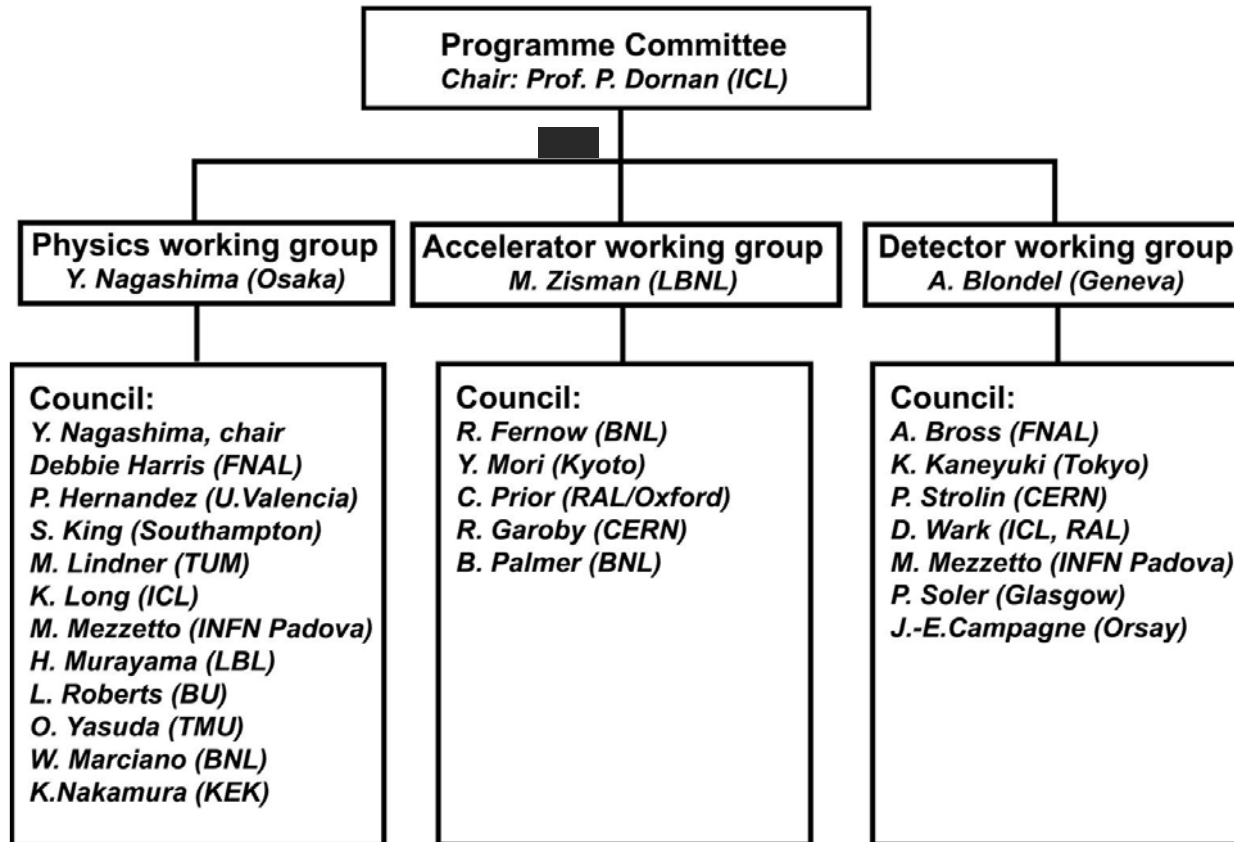 Programme Committee
Chair: Prof. P. Dornan (ICL)
Physics working group
Y. Nagashima (Osaka)
Accelerator working group
M. Zisman (LBNL)
Detector working group
A. Blondel (Geneva)
Council:
Y. Nagashima, chair
Debbie Harris (FNAL)
P. Hernandez (U.Valencia)
S. King (Southampton)
M. Lindner (TUM)
K. Long (ICL)
M. Mezzetto (INFN Padova)
H. Murayama (LBL)
L. Roberts (BU)
O. Yasuda (TMU)
W. Marciano (BNL)
K.Nakamura (KEK)
Council:
R. Fernow (BNL)
Y. Mori (Kyoto)
C. Prior (RAL/Oxford)
R. Garoby (CERN)
B. Palmer (BNL)
Council:
A. Bross (FNAL)
K. Kaneyuki (Tokyo)
P. Strolin (CERN)
D. Wark (ICL, RAL)
M. Mezzetto (INFN Padova)
P. Soler (Glasgow)
J.-E.Campagne (Orsay)